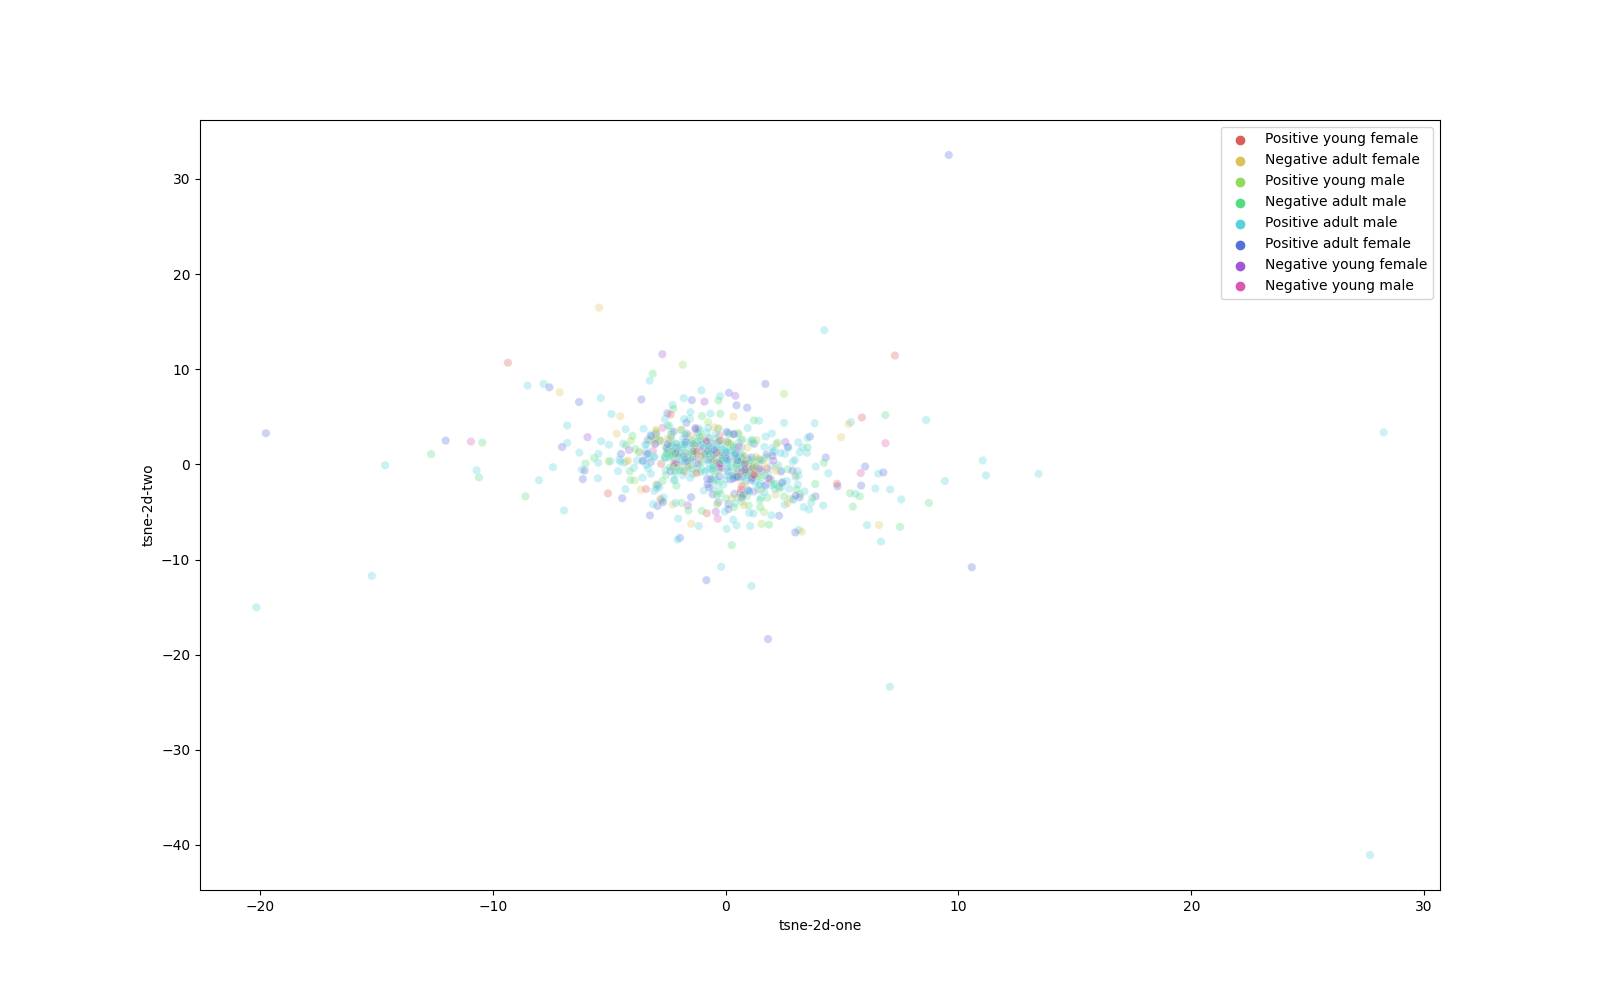 Positive young female
Negative adult female
Positive young male
Negative adult male
Positive adult male
Positive adult female
Negative young female
Negative young male
30
20
10
0
−10
−20
−30
−40
tsne-2d-two
−20 −10 0 10 20 30
tsne-2d-one